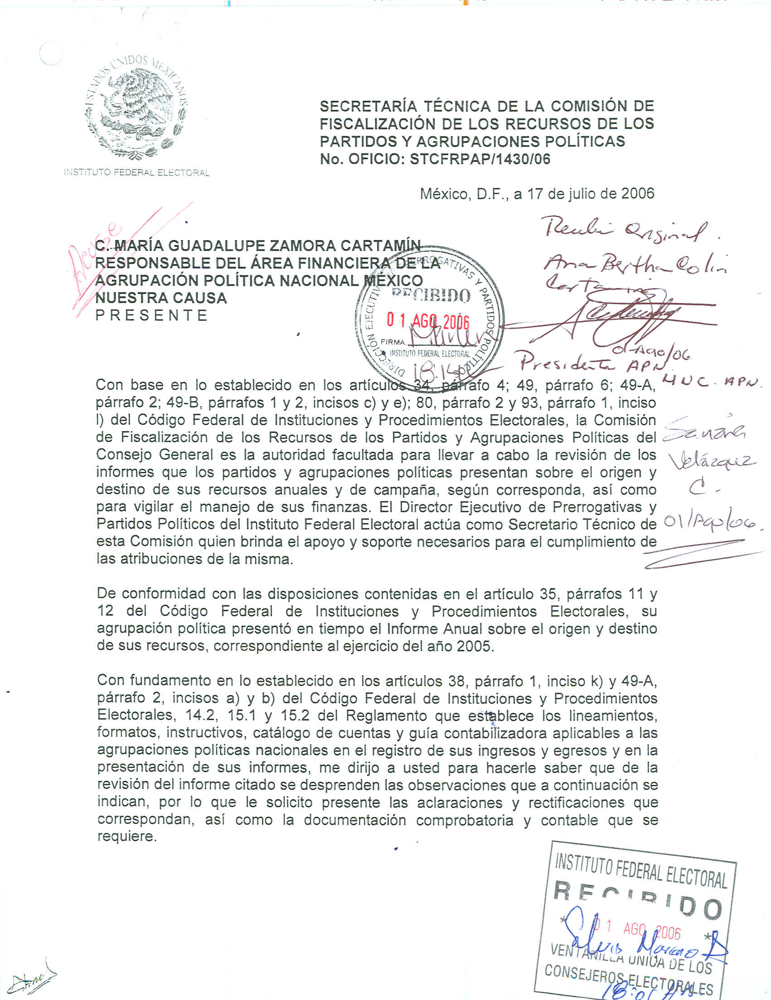 ESTADOS UNIDOS MEXICANOS
INSTITUTO FEDERAL ELECTORAL
SECRETARÍA TÉCNICA DE LA COMISIÓN DE
FISCALIZACIÓN DE LOS RECURSOS DE LOS
PARTIDOS Y AGRUPACIONES POLÍTICAS
No. OFICIO: STCFRPAP/1430/06
México, D.F., a 17 de julio de 2006
Acuse
C. MARÍA GUADALUPE ZAMORA CARTAMÍN
RESPONSABLE DEL ÁREA FINANCIERA DE LA
AGRUPACIÓN POLÍTICA NACIONAL MÉXICO
NUESTRA CAUSA
P R E S E N T E
DIRECCIÓN EJECUTIVA DE PRERROGATIVAS Y PARTIDOS POLÍTICOS
RECIBIDO
01 AGO 2006
FIRMA.
INSTITUTO FEDERAL ELECTORAL
Recibí Original.
Ana Bertha Colin
Cartamin
01-Ago/06
Presidenta APN.
MNC. APN.
Con base en lo establecido en los artículos 34, párrafo 4; 49, párrafo 6; 49-A,
párrafo 2; 49-B, párrafos 1 y 2, incisos c) y e); 80, párrafo 2 y 93, párrafo 1, inciso
l) del Código Federal de Instituciones y Procedimientos Electorales, la Comisión
de Fiscalización de los Recursos de los Partidos y Agrupaciones Políticas del
Consejo General es la autoridad facultada para llevar a cabo la revisión de los
informes que los partidos y agrupaciones políticas presentan sobre el origen y
destino de sus recursos anuales y de campaña, según corresponda, así como
para vigilar el manejo de sus finanzas. El Director Ejecutivo de Prerrogativas y
Partidos Políticos del Instituto Federal Electoral actúa como Secretario Técnico de
esta Comisión quien brinda el apoyo y soporte necesarios para el cumplimiento de
las atribuciones de la misma.
Velázquez
C.
01/Ago/06.
De conformidad con las disposiciones contenidas en el artículo 35, párrafos 11 y
12 del Código Federal de Instituciones y Procedimientos Electorales, su
agrupación política presentó en tiempo el Informe Anual sobre el origen y destino
de sus recursos, correspondiente al ejercicio del año 2005.
Con fundamento en lo establecido en los artículos 38, párrafo 1, inciso k) y 49-A,
párrafo 2, incisos a) y b) del Código Federal de Instituciones y Procedimientos
Electorales, 14.2, 15.1 y 15.2 del Reglamento que establece los lineamientos,
formatos, instructivos, catálogo de cuentas y guía contabilizadora aplicables a las
agrupaciones políticas nacionales en el registro de sus ingresos y egresos y en la
presentación de sus informes, me dirijo a usted para hacerle saber que de la
revisión del informe citado se desprenden las observaciones que a continuación se
indican, por lo que le solicito presente las aclaraciones y rectificaciones que
correspondan, así como la documentación comprobatoria y contable que se
requiere.
INSTITUTO FEDERAL ELECTORAL
RECIBIDO
* 01 AGO 2006 *
Moreno
VENTANILLA UNICA DE LOS
CONSEJEROS ELECTORALES